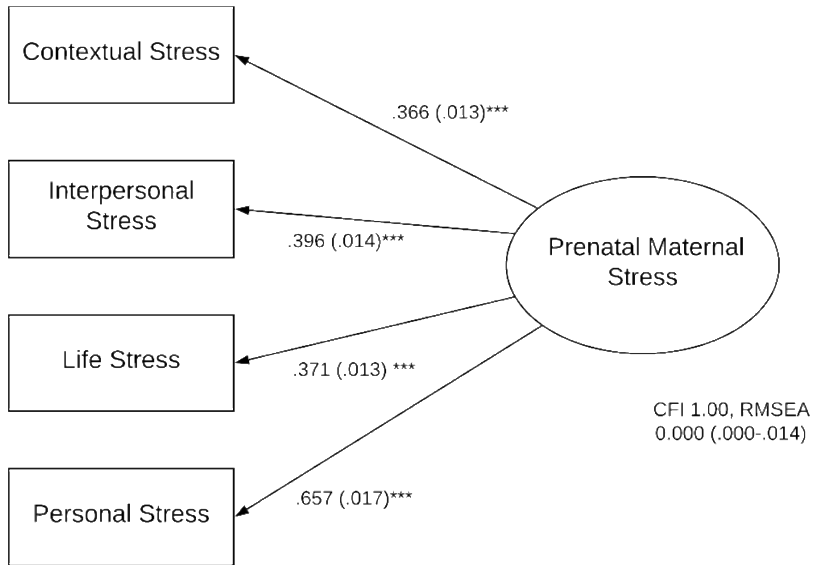 Contextual Stress
.366 (.013)***
Interpersonal
Stress
.396 (.014)***
Prenatal Maternal
Stress
Life Stress
.371 (.013) ***
CFI 1.00, RMSEA
0.000 (.000-.014)
Personal Stress
.657 (.017)***